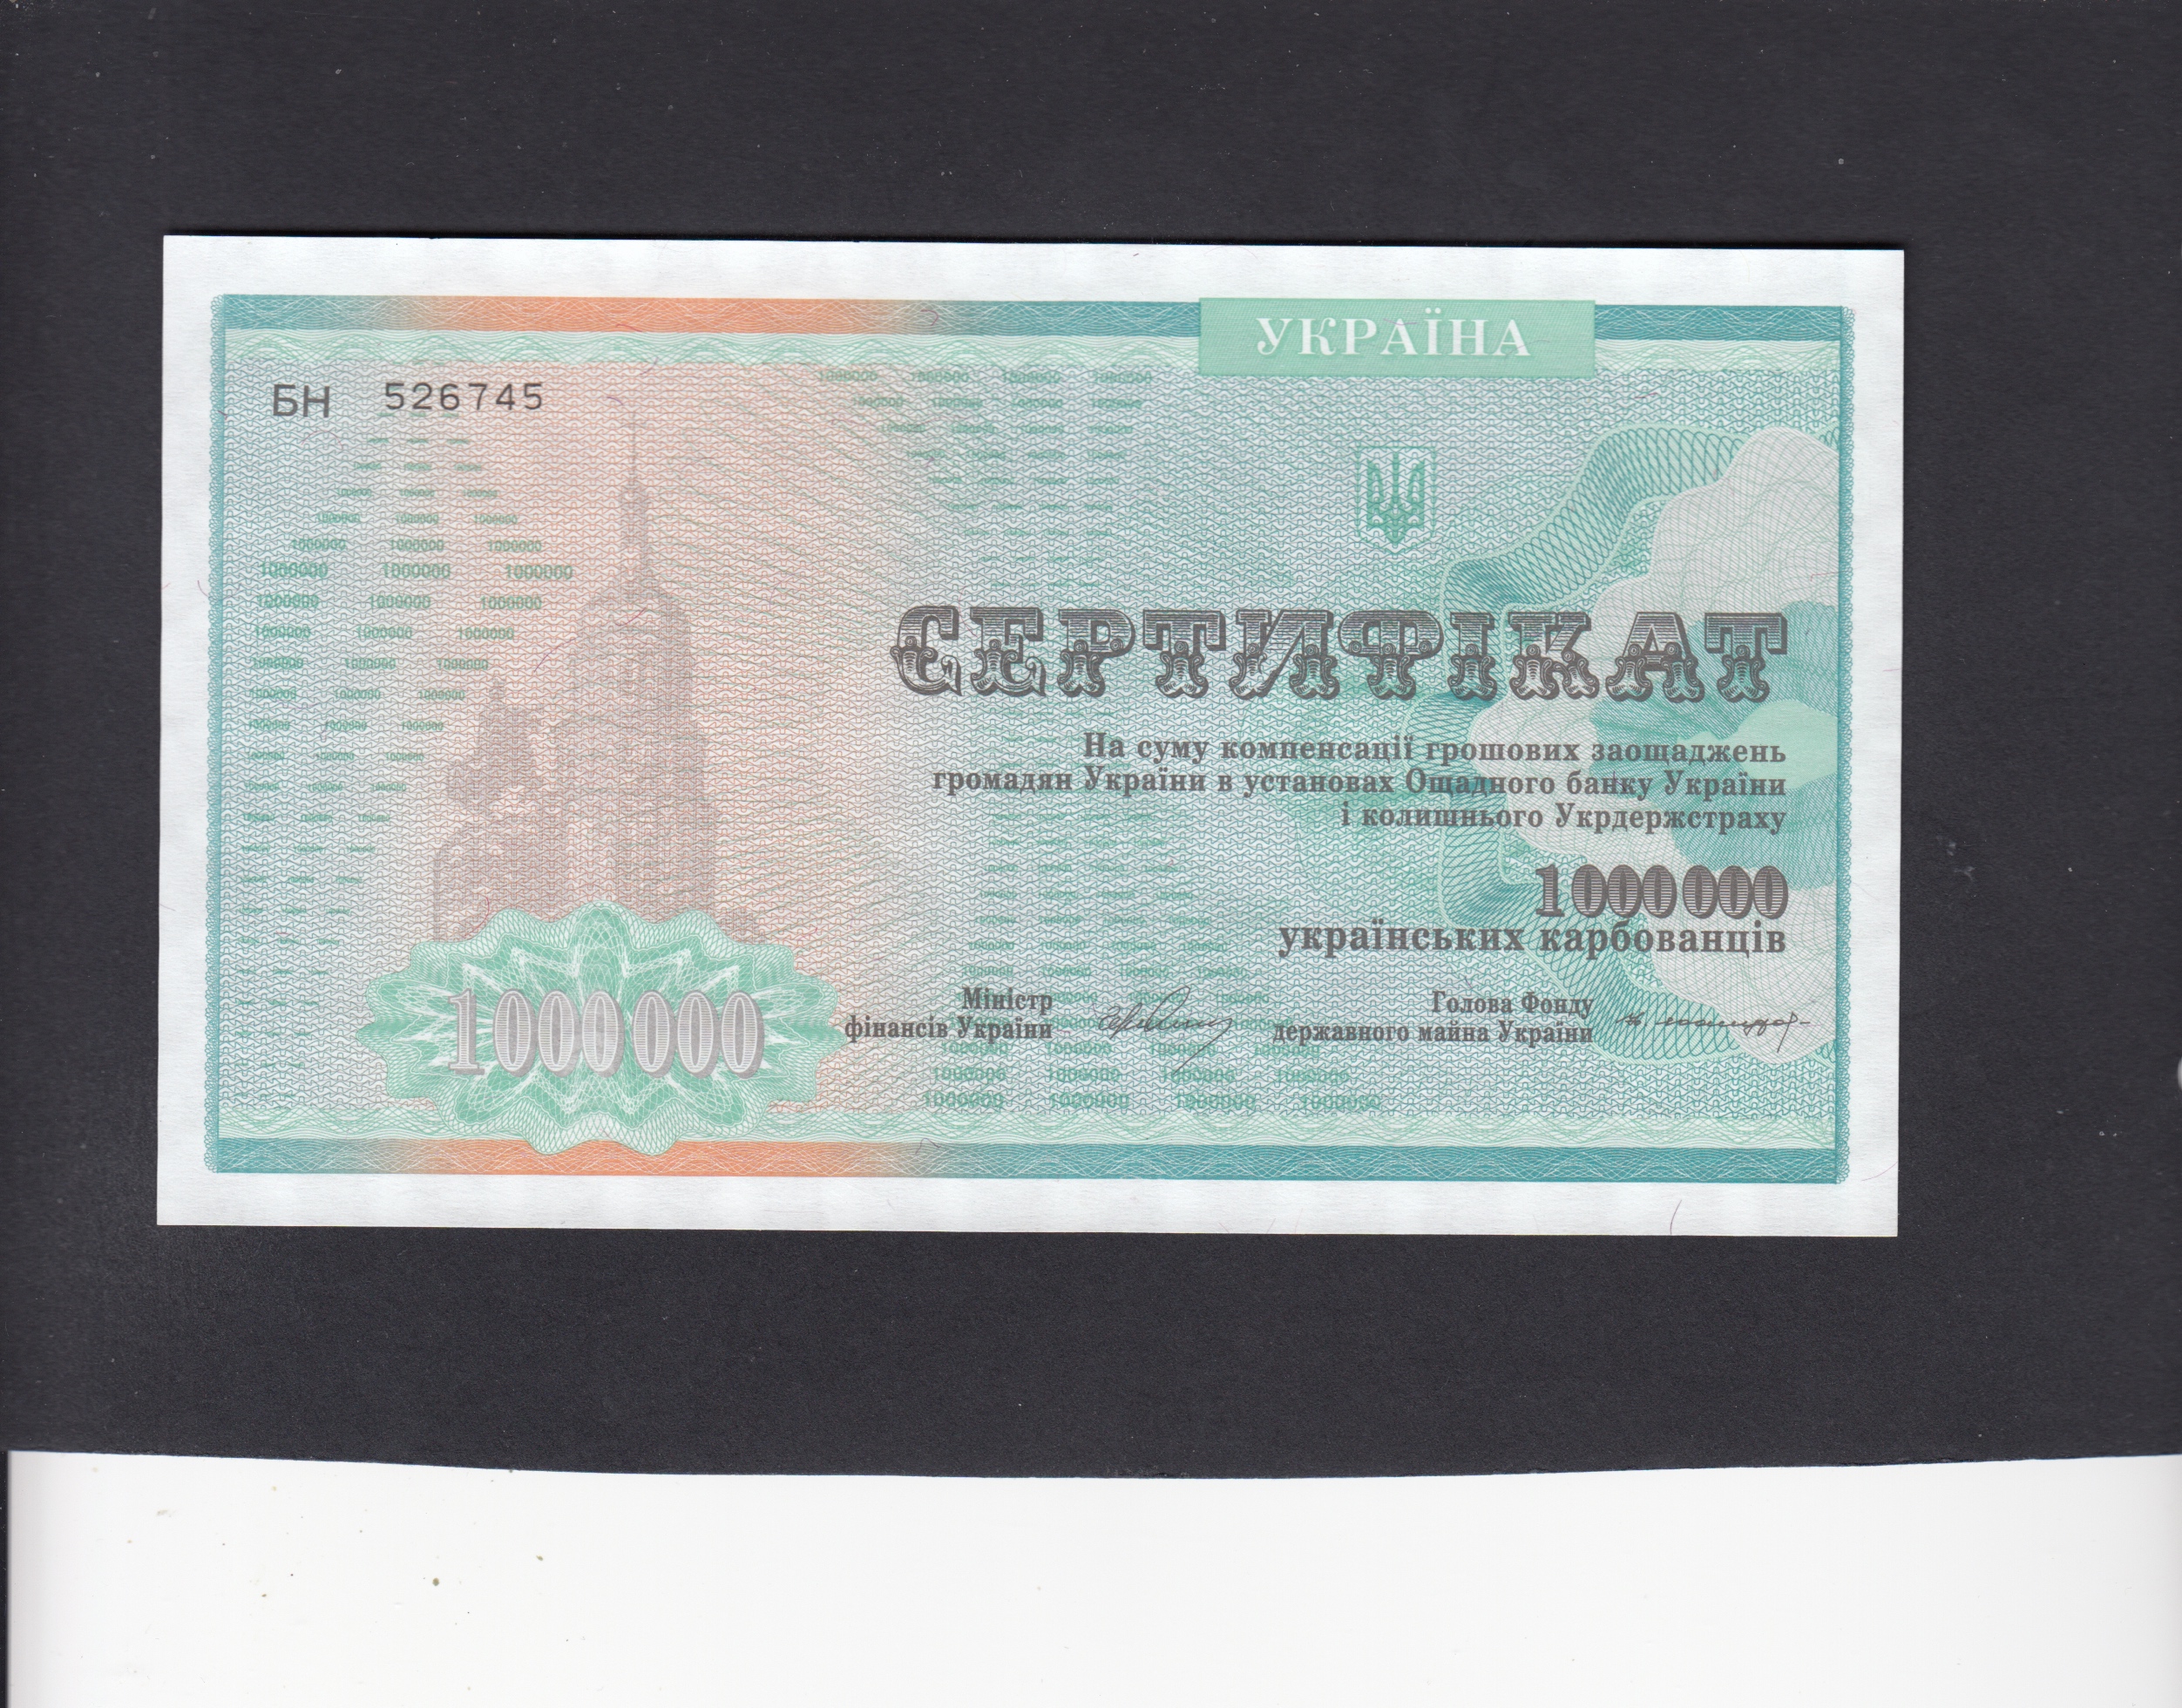 УКРАЇНА
БН 526745
СЕРТИФІКАТ
На суму компенсації грошових заощаджень
громадян України в установах Ощадного банку України
і колишнього Укрдержстраху
1000000
українських карбованців
1000000
Міністр
фінансів України
Голова Фонду
державного майна України